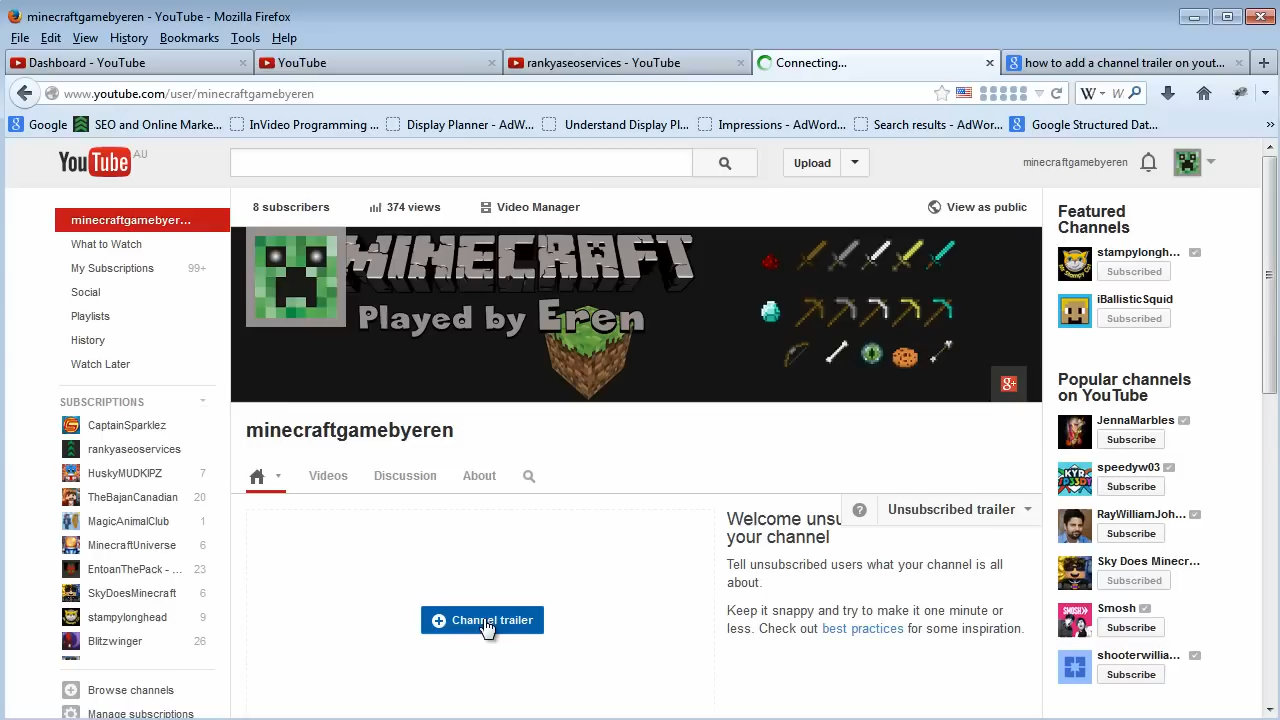 minecraftgamebyeren - YouTube - Mozilla Firefox
File Edit View History Bookmarks Tools Help
Dashboard - YouTube
YouTube
rankyaseoservices - YouTube
Connecting...
how to add a channel trailer on yout...
www.youtube.com/user/minecraftgamebyeren
W
W
Google
SEO and Online Marke...
InVideo Programming ...
Display Planner - AdW...
Understand Display Pl...
Impressions - AdWord...
Search results - AdWor...
Google Structured Dat...
»
YouTube AU
Upload
minecraftgamebyeren
minecraftgamebyer...
What to Watch
My Subscriptions 99+
Social
Playlists
History
Watch Later
SUBSCRIPTIONS
CaptainSparklez
rankyaseoservices
HuskyMUDKIPZ 7
TheBajanCanadian 20
MagicAnimalClub 1
MinecraftUniverse 6
EntoanThePack - ... 23
SkyDoesMinecraft 6
stampylonghead 9
Blitzwinger 26
Browse channels
Manage subscriptions
8 subscribers
374 views
Video Manager
View as public
MINECRAFT
Played by Eren
g+
minecraftgamebyeren
Videos
Discussion
About
? Unsubscribed trailer
Channel trailer
Welcome unsu
your channel
Tell unsubscribed users what your channel is all
about.
Keep it snappy and try to make it one minute or
less. Check out best practices for some inspiration.
Featured
Channels
stampylongh...
Subscribed
iBallisticSquid
Subscribed
Popular channels
on YouTube
JennaMarbles
Subscribe
speedyw03
Subscribe
RayWilliamJoh...
Subscribe
Sky Does Minecr...
Subscribed
Smosh
Subscribe
shooterwillia...
Subscribe